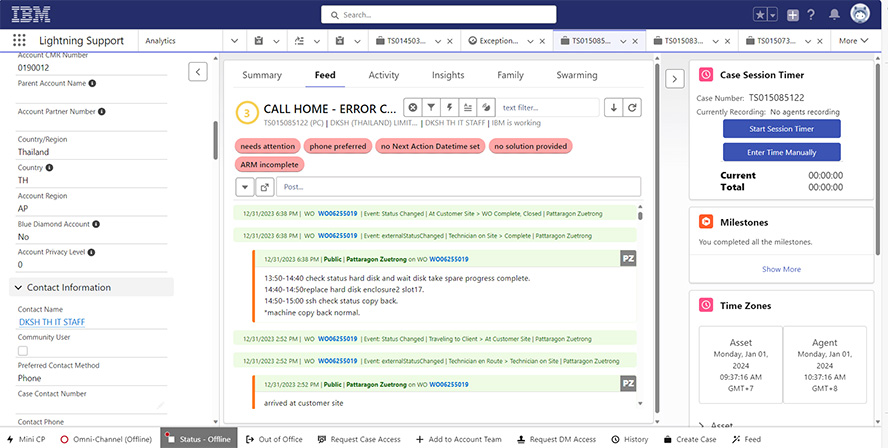 IBM
Search...
Lightning Support
Analytics
TS014503...
Exception...
TS015085...
TS015083...
TS015073...
More
Account CMR Number
0190012
Parent Account Name
Account Partner Number
Country/Region
Thailand
Country
TH
Account Region
AP
Blue Diamond Account
No
Account Privacy Level
0
Contact Information
Contact Name
DKSH TH IT STAFF
Community User
Preferred Contact Method
Phone
Case Contact Number
Contact Phone
Summary
Feed
Activity
Insights
Family
Swarming
3
CALL HOME - ERROR C...
text filter...
TS015085122 (PC) | DKSH (THAILAND) LIMIT... | DKSH TH IT STAFF | IBM is working
needs attention
phone preferred
no Next Action Datetime set
no solution provided
ARM incomplete
Post...
12/31/2023 6:38 PM | WO WO06255019 | Event: Status Changed | At Customer Site > WO Complete, Closed | Pattaragon Zuetrong
12/31/2023 6:38 PM | WO WO06255019 | Event: externalStatusChanged | Technician on Site > Complete | Pattaragon Zuetrong
12/31/2023 6:38 PM | Public | Pattaragon Zuetrong on WO WO06255019
PZ
13:50-14:40 check status hard disk and wait disk take spare progress complete.
14:40-14:50replace hard disk enclosure2 slot17.
14:50-15:00 ssh check status copy back.
*machine copy back normal.
12/31/2023 2:52 PM | WO WO06255019 | Event: Status Changed | Traveling to Client > At Customer Site | Pattaragon Zuetrong
12/31/2023 2:52 PM | WO WO06255019 | Event: externalStatusChanged | Technician en Route > Technician on Site | Pattaragon Zuetrong
12/31/2023 2:52 PM | Public | Pattaragon Zuetrong on WO WO06255019
PZ
arrived at customer site
Case Session Timer
Case Number: TS015085122
Currently Recording: No agents recording
Start Session Timer
Enter Time Manually
Current 00:00:00
Total 00:00:00
Milestones
You completed all the milestones.
Show More
Time Zones
Asset
Monday, Jan 01,
2024
09:37:16 AM
GMT+7
Agent
Monday, Jan 01,
2024
10:37:16 AM
GMT+8
Asset
Mini CP
Omni-Channel (Offline)
Status - Offline
Out of Office
Request Case Access
Add to Account Team
Request DM Access
History
Create Case
Feed